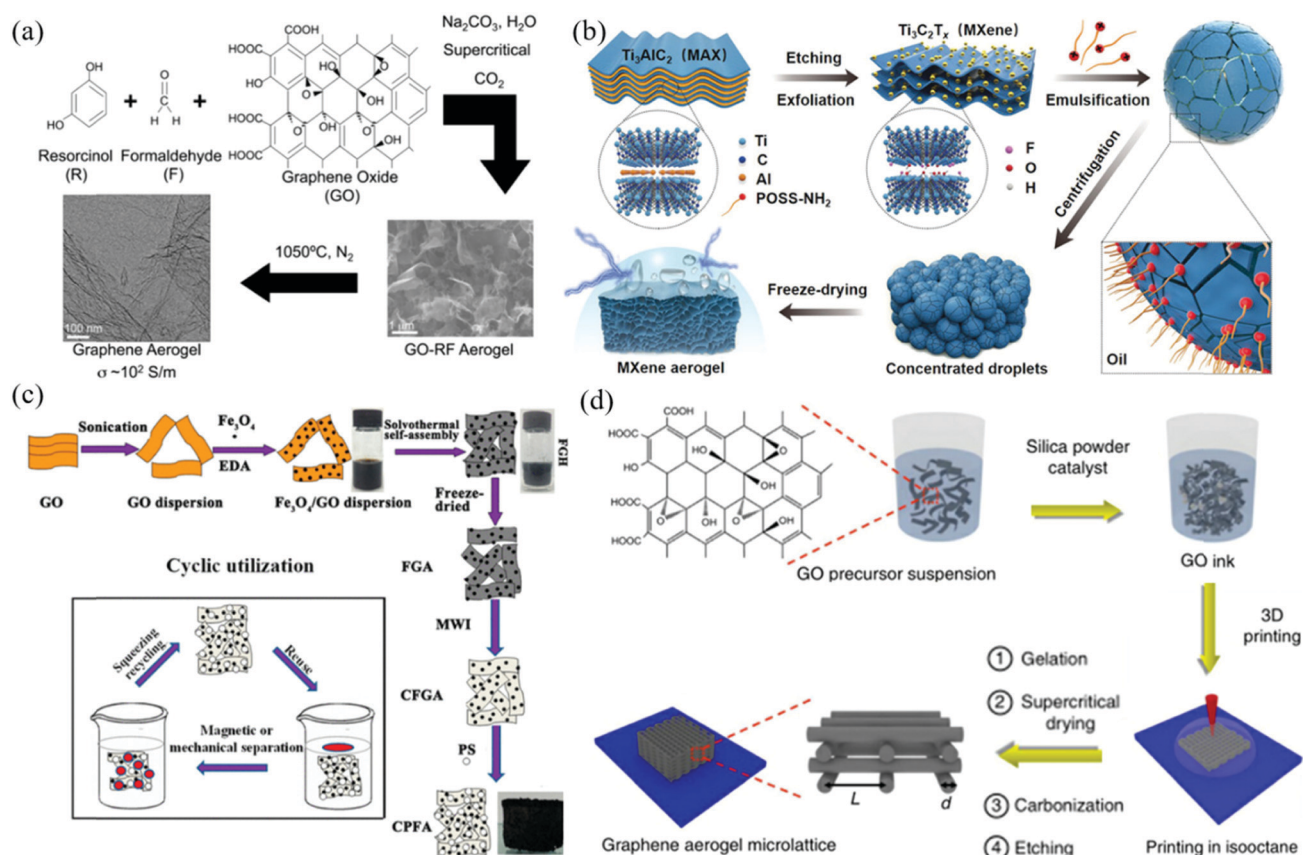 (a)
HO
OH
O
H
H
+
+
Resorcinol
(R)
Formaldehyde
(F)
HOOC
COOH
HO
O
OH
HOOC
HOOC
Graphene Oxide
(GO)
Na₂CO₃, H₂O
Supercritical
CO₂
1050ºC, N₂
100 nm
1 μm
Graphene Aerogel
σ ~10² S/m
GO-RF Aerogel
(b)
Ti₃AlC₂ (MAX)
Etching
Exfoliation
Ti₃C₂Tₓ (MXene)
Emulsification
Ti
C
Al
POSS-NH₂
F
O
H
Centrifugation
Oil
Freeze-drying
MXene aerogel
Concentrated droplets
(c)
GO
Sonication
GO dispersion
Fe₃O₄
•
EDA
Fe₃O₄/GO dispersion
Solvothermal
self-assembly
FGH
Freeze-
dried
FGA
MWI
CFGA
PS
CPFA
Cyclic utilization
Squeezing
recycling
Reuse
Magnetic or
mechanical separation
(d)
COOH
HOOC
HO
O
OH
HOOC
HOOC
GO precursor suspension
Silica powder
catalyst
GO ink
3D
printing
1 Gelation
2 Supercritical
drying
3 Carbonization
4 Etching
L
d
Graphene aerogel microlattice
Printing in isooctane